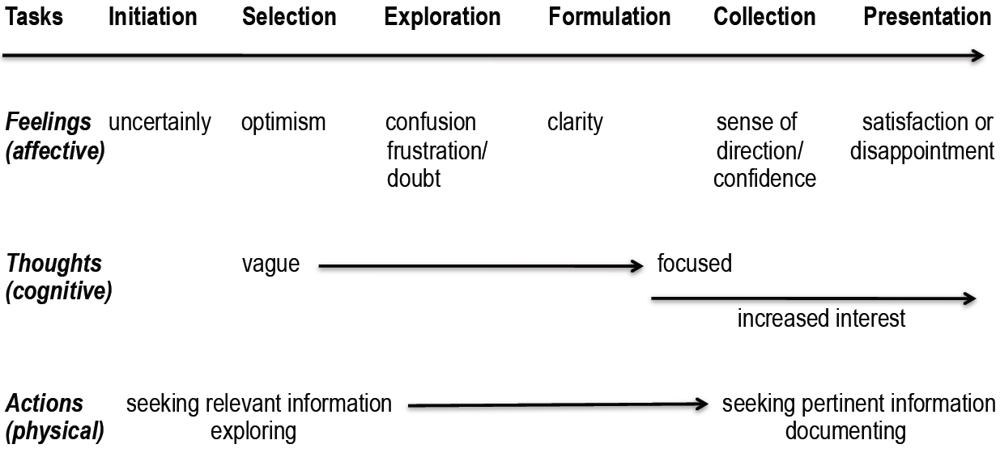 Tasks Initiation Selection Exploration Formulation Collection Presentation
Feelings uncertainly optimism confusion clarity sense of satisfaction or
(affective) frustration/ direction/ disappointment
doubt confidence
Thoughts vague focused
(cognitive)
increased interest
Actions seeking relevant information seeking pertinent information
(physical) exploring documenting